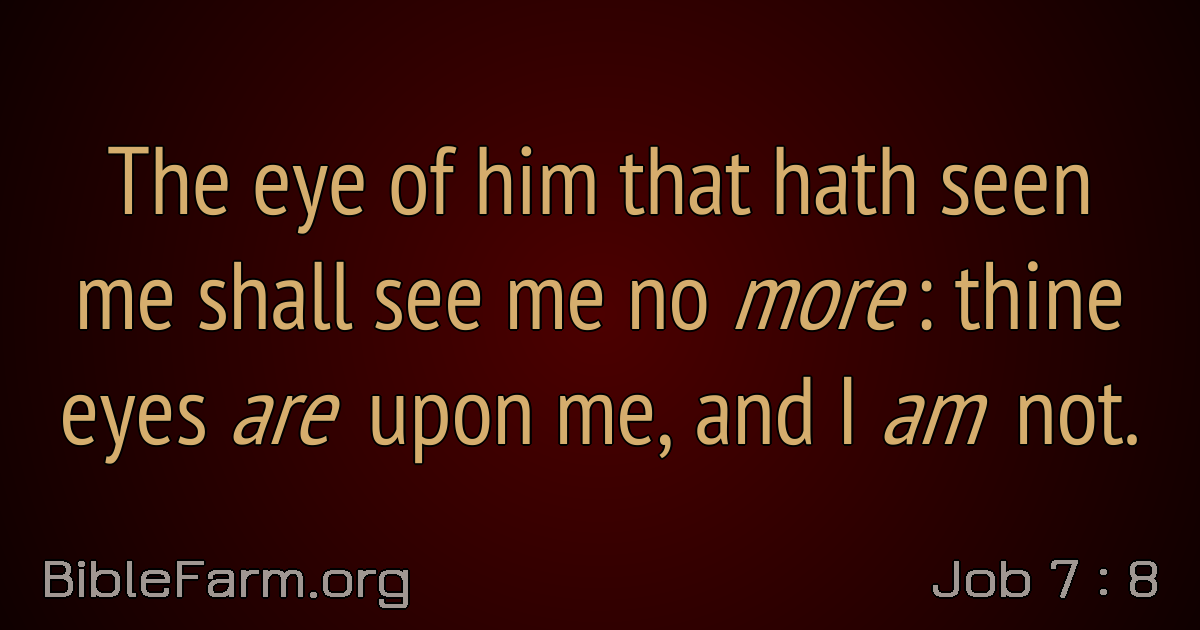 The eye of him that hath seen
me shall see me no more: thine
eyes are upon me, and I am not.
BibleFarm.org
Job 7 : 8